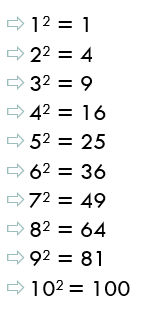 ⇨ 1² = 1
⇨ 2² = 4
⇨ 3² = 9
⇨ 4² = 16
⇨ 5² = 25
⇨ 6² = 36
⇨ 7² = 49
⇨ 8² = 64
⇨ 9² = 81
⇨ 10² = 100